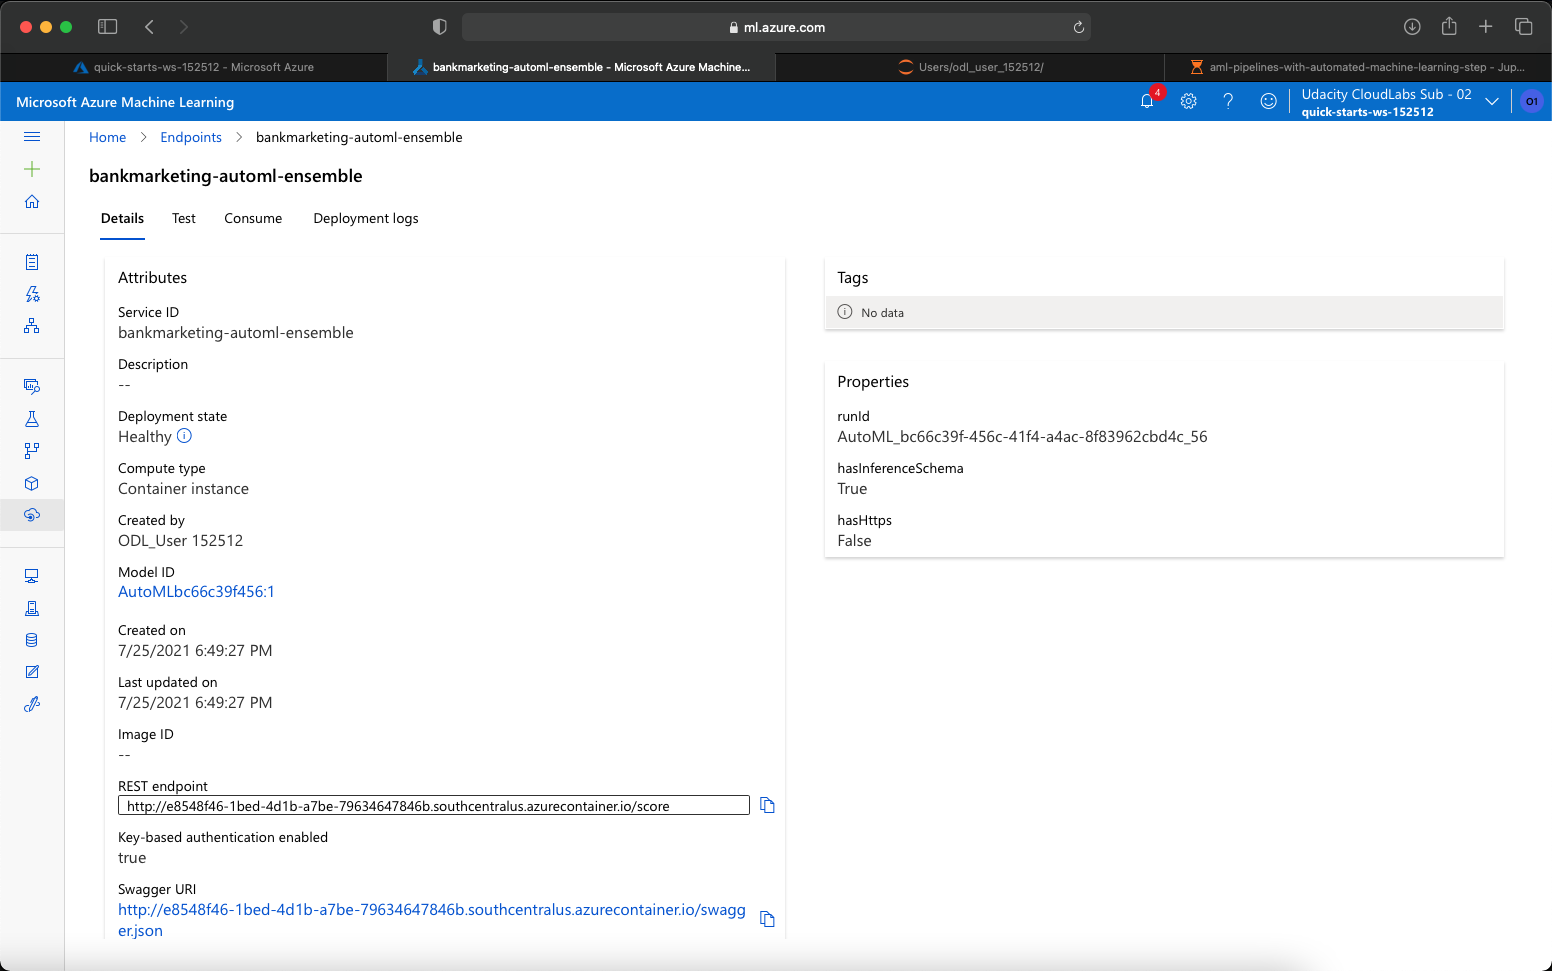 ml.azure.com
quick-starts-ws-152512 - Microsoft Azure
bankmarketing-automl-ensemble - Microsoft Azure Machine...
Users/odl_user_152512/
aml-pipelines-with-automated-machine-learning-step - Jup...
Microsoft Azure Machine Learning
4
Udacity CloudLabs Sub - 02
quick-starts-ws-152512
O1
Home > Endpoints > bankmarketing-automl-ensemble
bankmarketing-automl-ensemble
Details Test Consume Deployment logs
Attributes
Service ID
bankmarketing-automl-ensemble
Description
--
Deployment state
Healthy
Compute type
Container instance
Created by
ODL_User 152512
Model ID
AutoMLbc66c39f456:1
Created on
7/25/2021 6:49:27 PM
Last updated on
7/25/2021 6:49:27 PM
Image ID
--
REST endpoint
http://e8548f46-1bed-4d1b-a7be-79634647846b.southcentralus.azurecontainer.io/score
Key-based authentication enabled
true
Swagger URI
http://e8548f46-1bed-4d1b-a7be-79634647846b.southcentralus.azurecontainer.io/swagg
er.json
Tags
No data
Properties
runId
AutoML_bc66c39f-456c-41f4-a4ac-8f83962cbd4c_56
hasInferenceSchema
True
hasHttps
False